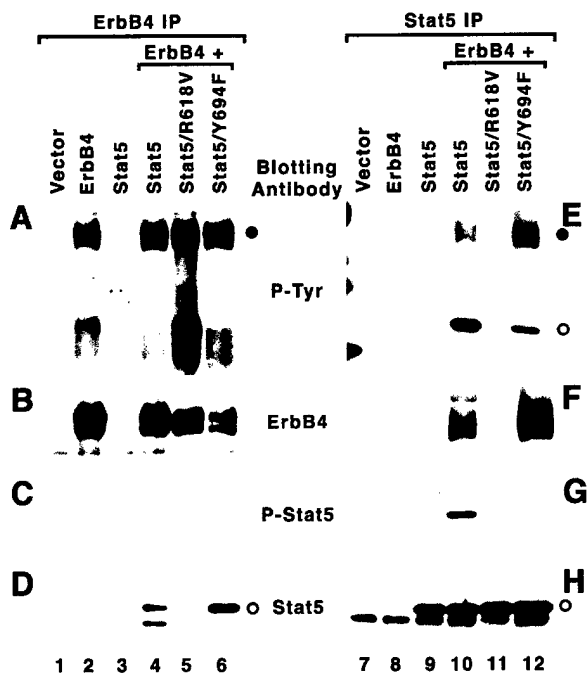 ErbB4 IP
Stat5 IP
ErbB4 +
ErbB4 +
Vector
ErbB4
Stat5
Stat5
Stat5/R618V
Stat5/Y694F
Blotting
Antibody
Vector
ErbB4
Stat5
Stat5
Stat5/R618V
Stat5/Y694F
A
E
P-Tyr
B
ErbB4
F
C
P-Stat5
G
D
Stat5
H
1 2 3 4 5 6 7 8 9 10 11 12